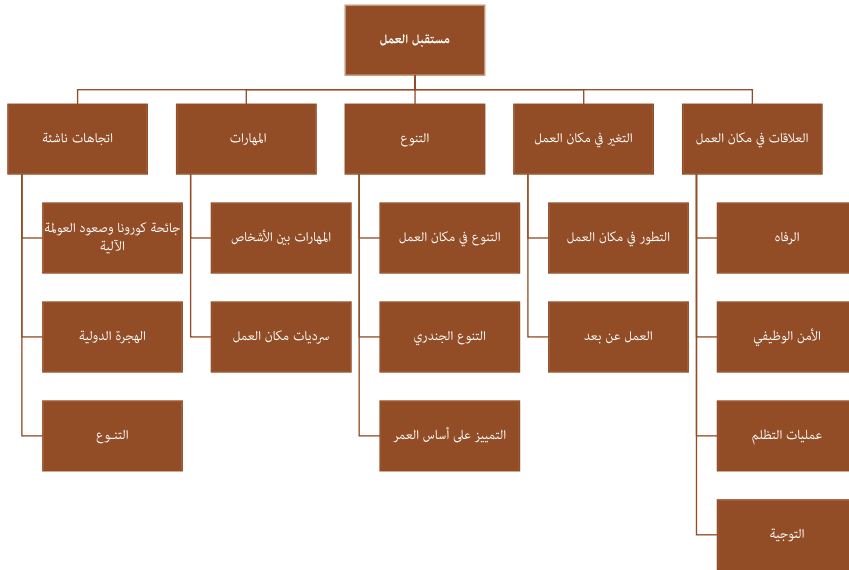 مستقبل العمل
العلاقات في مكان العمل
التغير في مكان العمل
التنوع
المهارات
اتجاهات ناشئة
الرفاه
التطور في مكان العمل
التنوع في مكان العمل
المهارات بين الأشخاص
جائحة كورونا وصعود العولمة
الآلية
الأمن الوظيفي
العمل عن بعد
التنوع الجندري
سرديات مكان العمل
الهجرة الدولية
عمليات التظلم
التمييز على أساس العمر
التنـوع
التوجية